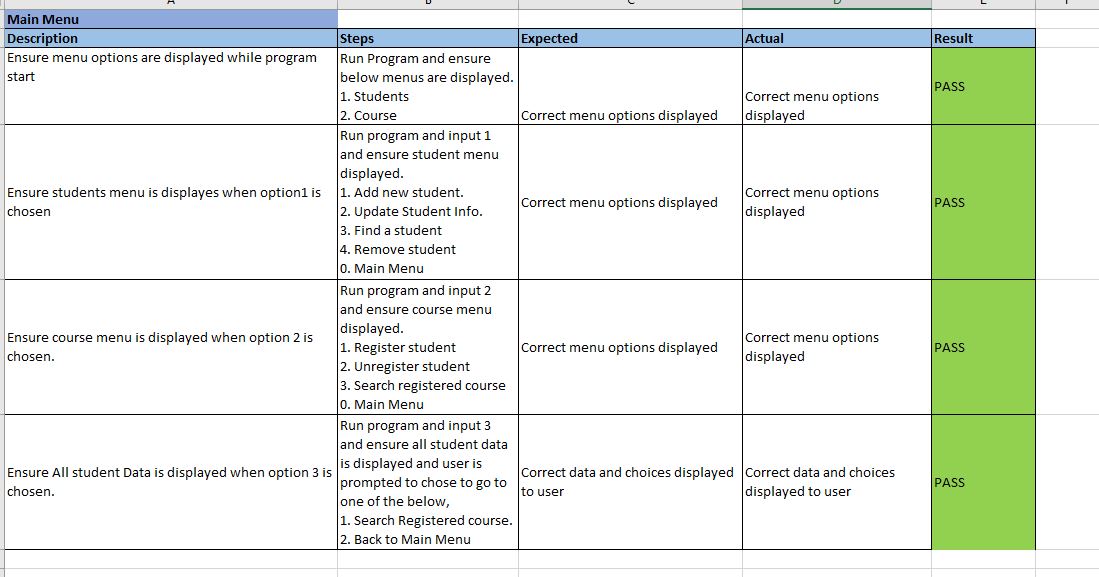 A B C D E F
Main Menu
Description Steps Expected Actual Result
Ensure menu options are displayed while program
start
Run Program and ensure
below menus are displayed.
1. Students
2. Course
Correct menu options displayed
Correct menu options
displayed
PASS
Ensure students menu is displayes when option1 is
chosen
Run program and input 1
and ensure student menu
displayed.
1. Add new student.
2. Update Student Info.
3. Find a student
4. Remove student
0. Main Menu
Correct menu options displayed
Correct menu options
displayed
PASS
Ensure course menu is displayed when option 2 is
chosen.
Run program and input 2
and ensure course menu
displayed.
1. Register student
2. Unregister student
3. Search registered course
0. Main Menu
Correct menu options displayed
Correct menu options
displayed
PASS
Ensure All student Data is displayed when option 3 is
chosen.
Run program and input 3
and ensure all student data
is displayed and user is
prompted to chose to go to
one of the below,
1. Search Registered course.
2. Back to Main Menu
Correct data and choices displayed
to user
Correct data and choices
displayed to user
PASS